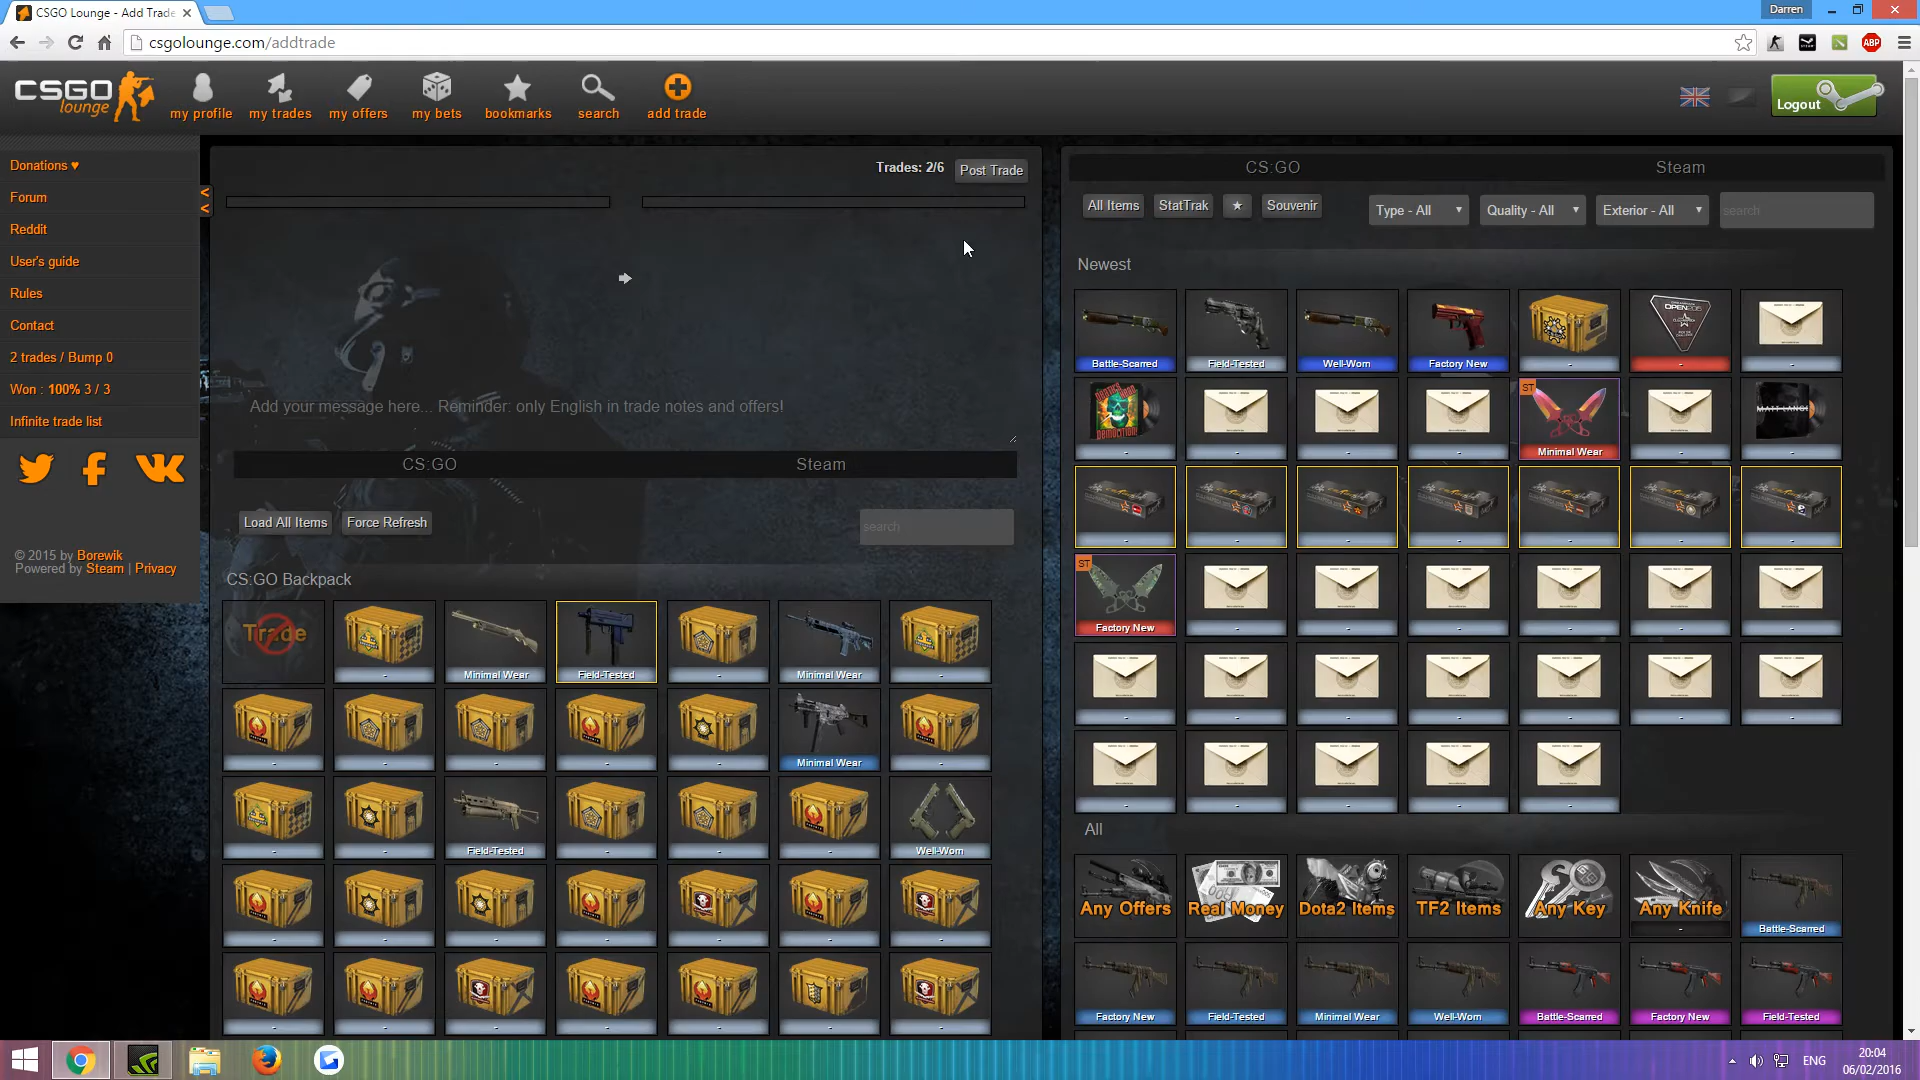 CSGO Lounge - Add Trade
Darren
csgolounge.com/addtrade
ABP
CSGO
lounge
my profile
my trades
my offers
my bets
bookmarks
search
add trade
Logout
Donations ♥
Forum
Reddit
User's guide
Rules
Contact
2 trades / Bump 0
Won : 100% 3 / 3
Infinite trade list
© 2015 by Borewik
Powered by Steam | Privacy
<
<
Trades: 2/6
Post Trade
Add your message here... Reminder: only English in trade notes and offers!
CS:GO
Steam
Load All Items
Force Refresh
search
CS:GO Backpack
Trade
-
Minimal Wear
Field-Tested
-
Minimal Wear
-
Minimal Wear
Field-Tested
Well-Worn
CS:GO
Steam
All Items
StatTrak
★
Souvenir
Type - All
Quality - All
Exterior - All
search
Newest
Battle-Scarred
Field-Tested
Well-Worn
Factory New
-
OPEN
-
-
DEMOLITION
ST
Minimal Wear
MATT LANGE
ST
Factory New
All
Any Offers
Real Money
Dota2 Items
TF2 Items
Any Key
Any Knife
-
Battle-Scarred
Factory New
Field-Tested
Minimal Wear
Well-Worn
Battle-Scarred
Factory New
Field-Tested
ENG
20:04
06/02/2016